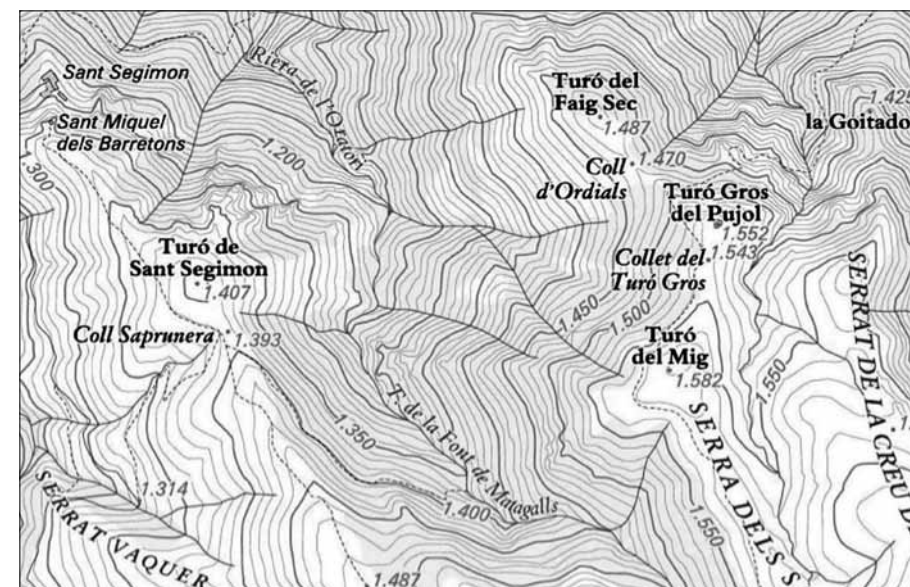 Sant Segimon
Sant Miquel
dels Barretons
1.300
Riera de l'Oratori
1.200
Turó del
Faig Sec
1.487
1.425
la Goitado
1.470
Coll
d'Ordials
Turó Gros
del Pujol
1.552
1.543
Collet del
Turó Gros
Turó de
Sant Segimon
1.407
Coll Saprunera
1.393
1.450
1.500
Turó
del Mig
1.582
1.550
SERRAT DE LA CREU D
SERRA DELS S
T. de la Font de Matagalls
1.350
1.400
1.314
SERRAT VAQUER
1.487
1.550